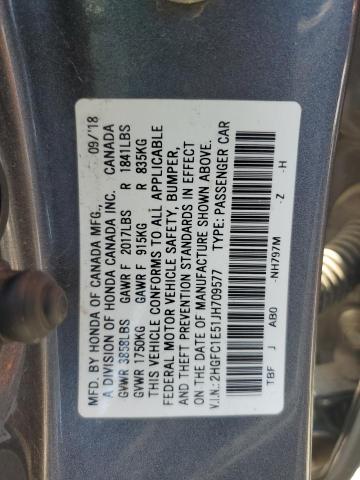 MFD. BY HONDA OF CANADA MFG., 09/'18
A DIVISION OF HONDA CANADA INC. CANADA
GVWR 3858LBS GAWR F 2017LBS R 1841LBS
GVWR 1750KG GAWR F 915KG R 835KG
THIS VEHICLE CONFORMS TO ALL APPLICABLE
FEDERAL MOTOR VEHICLE SAFETY, BUMPER,
AND THEFT PREVENTION STANDARDS IN EFFECT
ON THE DATE OF MANUFACTURE SHOWN ABOVE.
V.I.N.: 2HGFC1E51JH709577 TYPE: PASSENGER CAR
TBF J AB0 -NH797M -Z -H